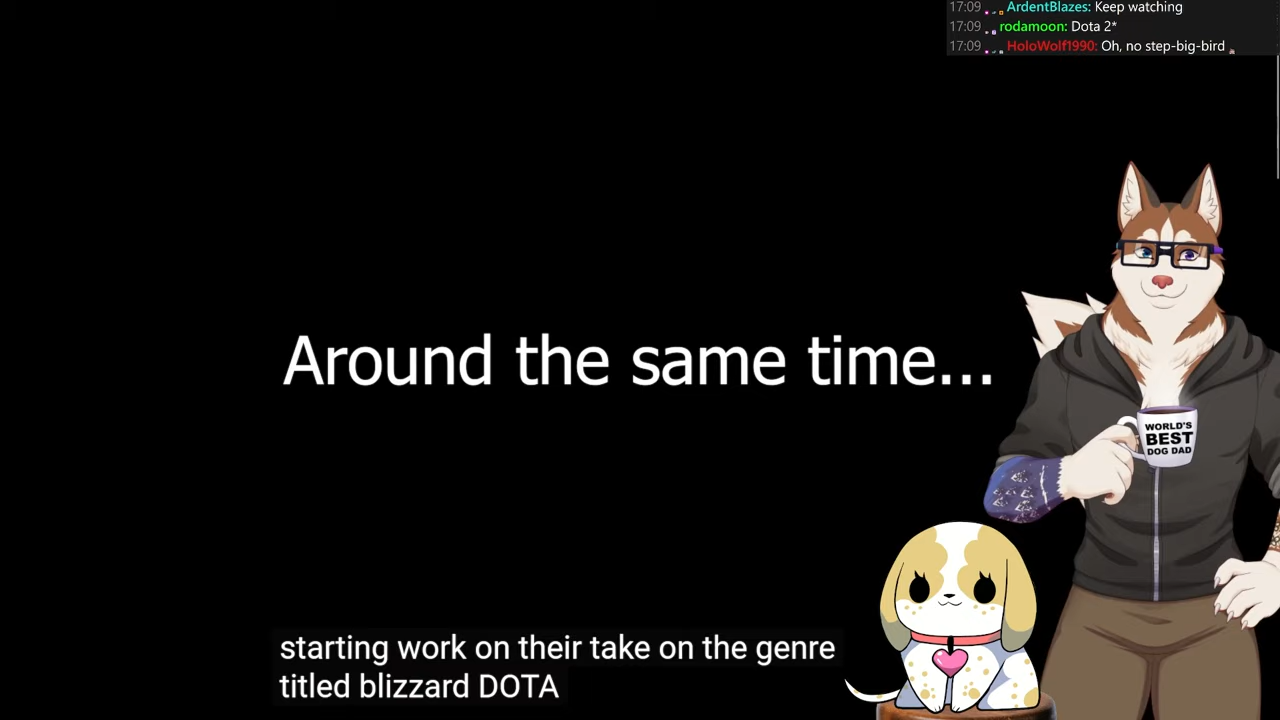 17:09 ArdentBlazes: Keep watching
17:09 rodamoon: Dota 2*
17:09 HoloWolf1990: Oh, no step-big-bird
Around the same time...
WORLD'S
BEST
DOG DAD
starting work on their take on the genre
titled blizzard DOTA